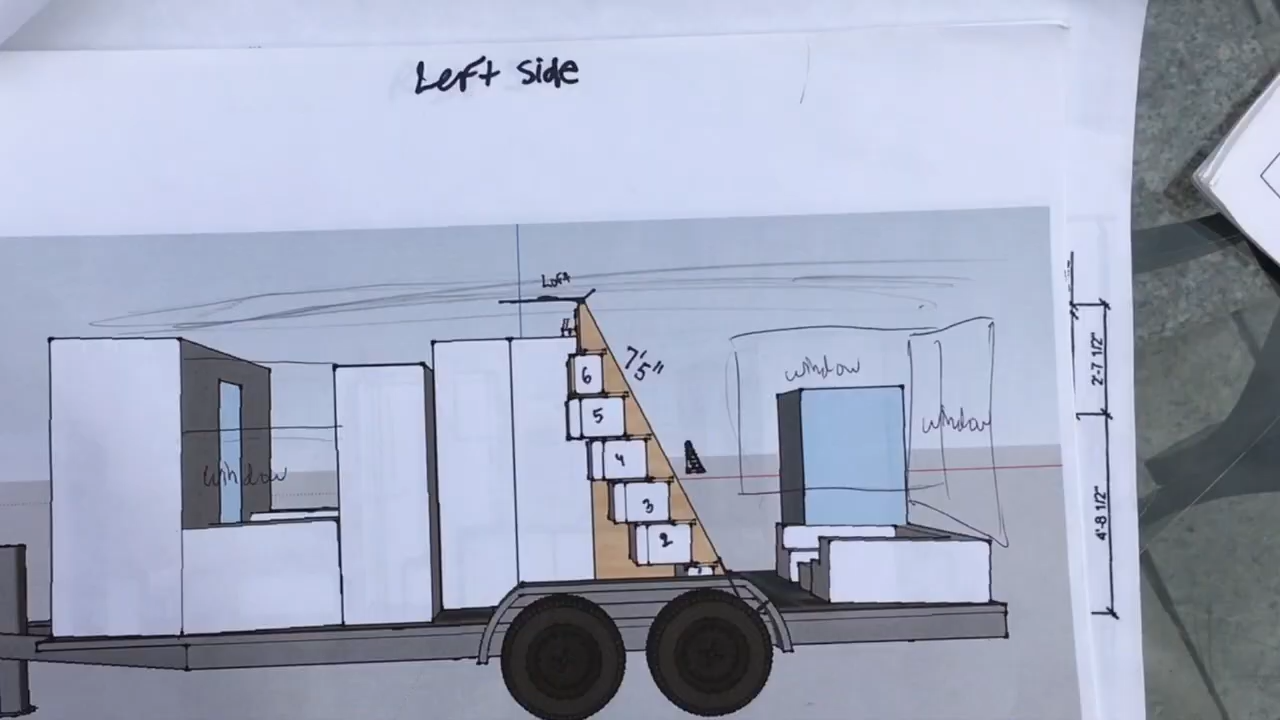 Left side
Loft
7'5"
6
5
4
3
2
window
window
window
2'-7 1/2"
4'-8 1/2"